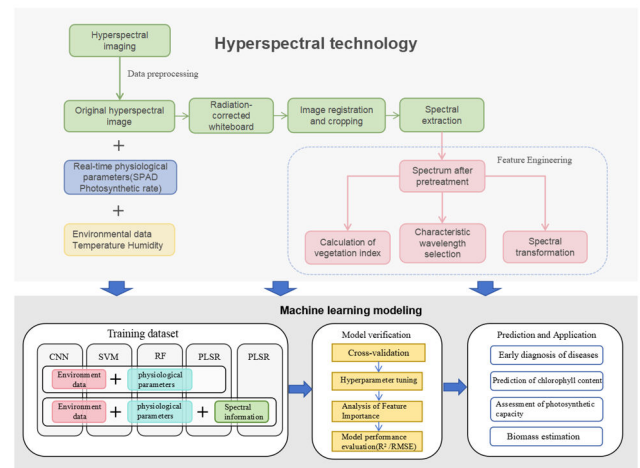 Hyperspectral
imaging
Hyperspectral technology
Data preprocessing
Original hyperspectral
image
Radiation-
corrected
whiteboard
Image registration
and cropping
Spectral
extraction
+
Real-time physiological
parameters(SPAD
Photosynthetic rate)
+
Environmental data
Temperature Humidity
Feature Engineering
Spectrum after
pretreatment
Calculation of
vegetation index
Characteristic
wavelength
selection
Spectral
transformation
Machine learning modeling
Training dataset
CNN SVM RF PLSR PLSR
Environment
data
+
physiological
parameters
Environment
data
+
physiological
parameters
+
Spectral
information
Model verification
Cross-validation
Hyperparameter tuning
Analysis of Feature
Importance
Model performance
evaluation(R² /RMSE)
Prediction and Application
Early diagnosis of diseases
Prediction of chlorophyll content
Assessment of photosynthetic
capacity
Biomass estimation